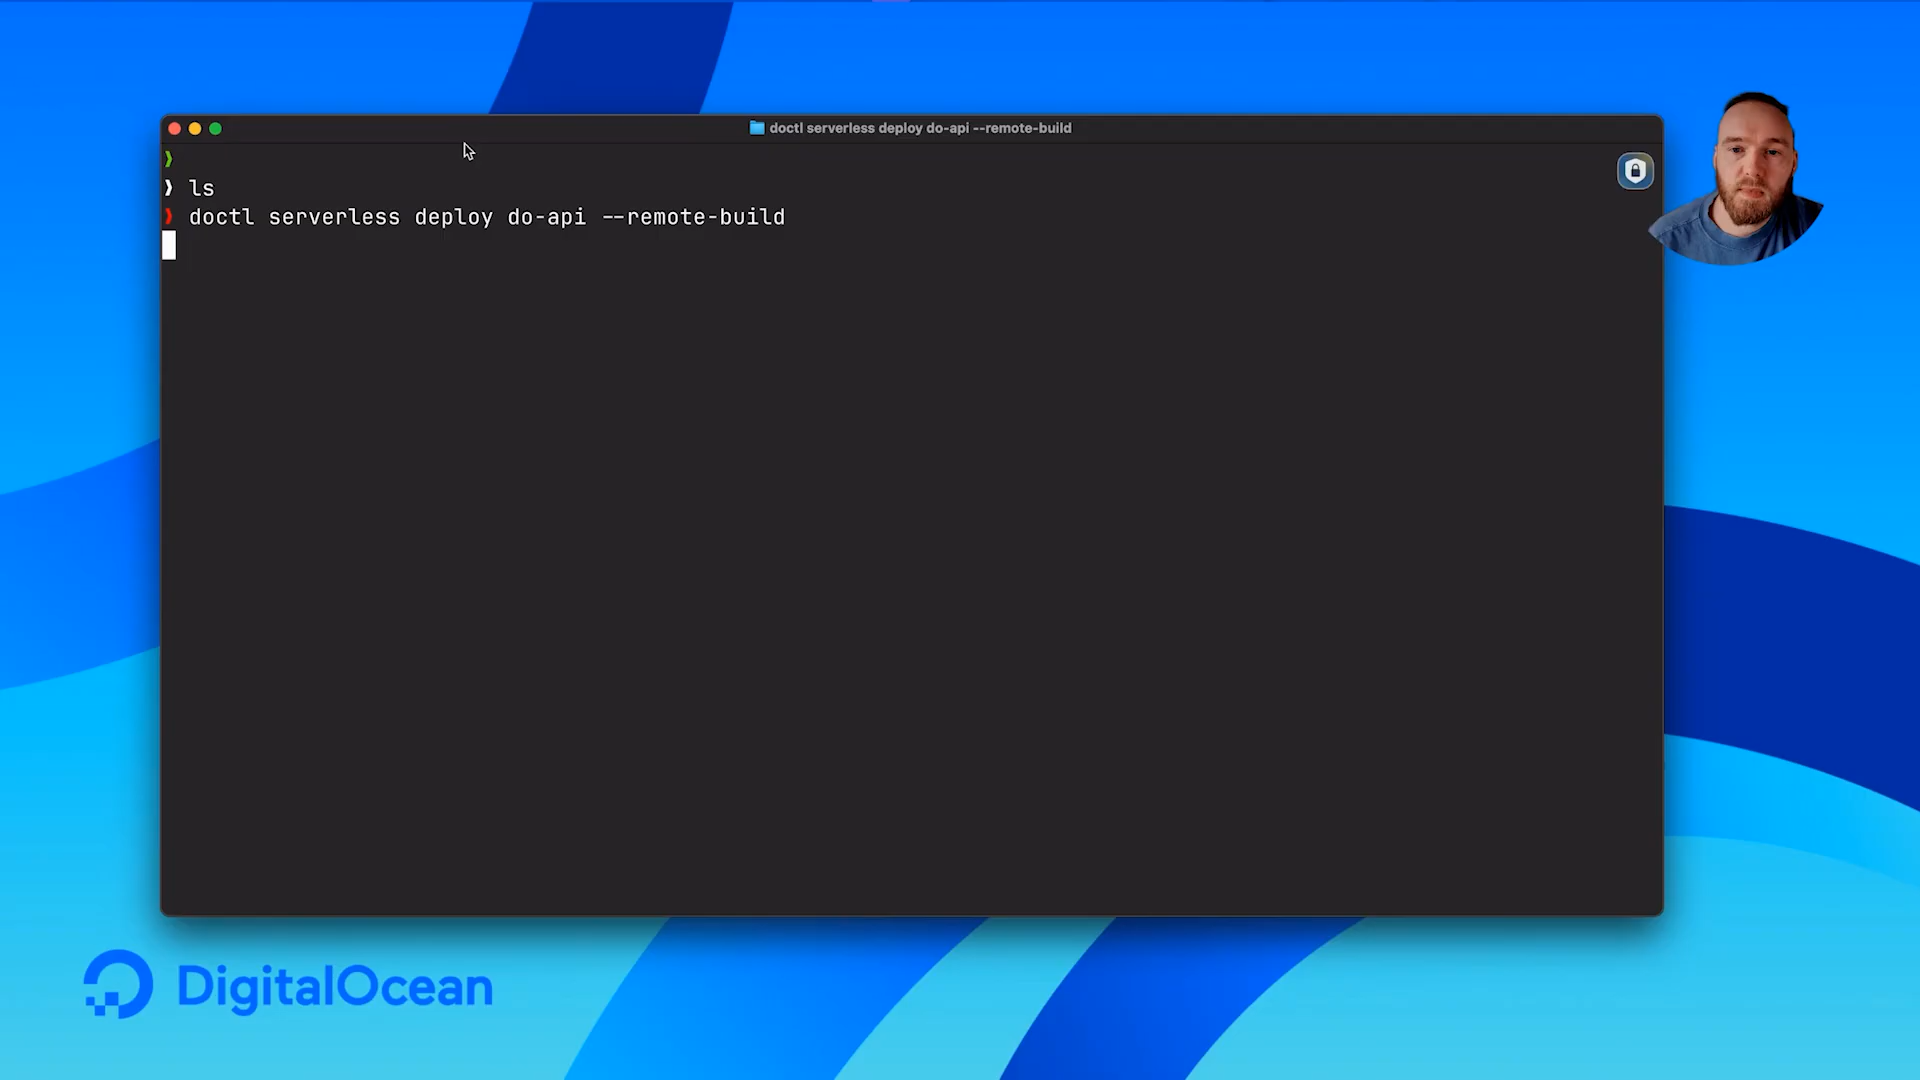 doctl serverless deploy do-api --remote-build
❯
❯ ls
❯ doctl serverless deploy do-api --remote-build
DigitalOcean